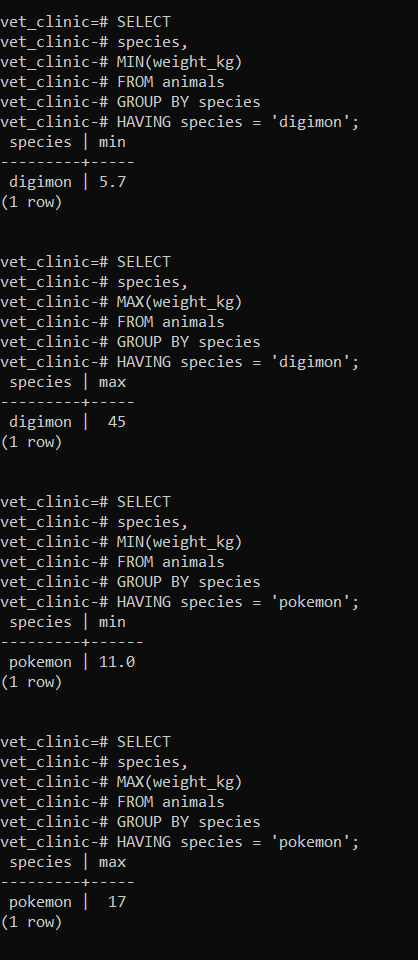 vet_clinic=# SELECT
vet_clinic-# species,
vet_clinic-# MIN(weight_kg)
vet_clinic-# FROM animals
vet_clinic-# GROUP BY species
vet_clinic-# HAVING species = 'digimon';
 species | min
---------+-----
 digimon | 5.7
(1 row)

vet_clinic=# SELECT
vet_clinic-# species,
vet_clinic-# MAX(weight_kg)
vet_clinic-# FROM animals
vet_clinic-# GROUP BY species
vet_clinic-# HAVING species = 'digimon';
 species | max
---------+-----
 digimon |  45
(1 row)

vet_clinic=# SELECT
vet_clinic-# species,
vet_clinic-# MIN(weight_kg)
vet_clinic-# FROM animals
vet_clinic-# GROUP BY species
vet_clinic-# HAVING species = 'pokemon';
 species | min
---------+------
 pokemon | 11.0
(1 row)

vet_clinic=# SELECT
vet_clinic-# species,
vet_clinic-# MAX(weight_kg)
vet_clinic-# FROM animals
vet_clinic-# GROUP BY species
vet_clinic-# HAVING species = 'pokemon';
 species | max
---------+-----
 pokemon |  17
(1 row)